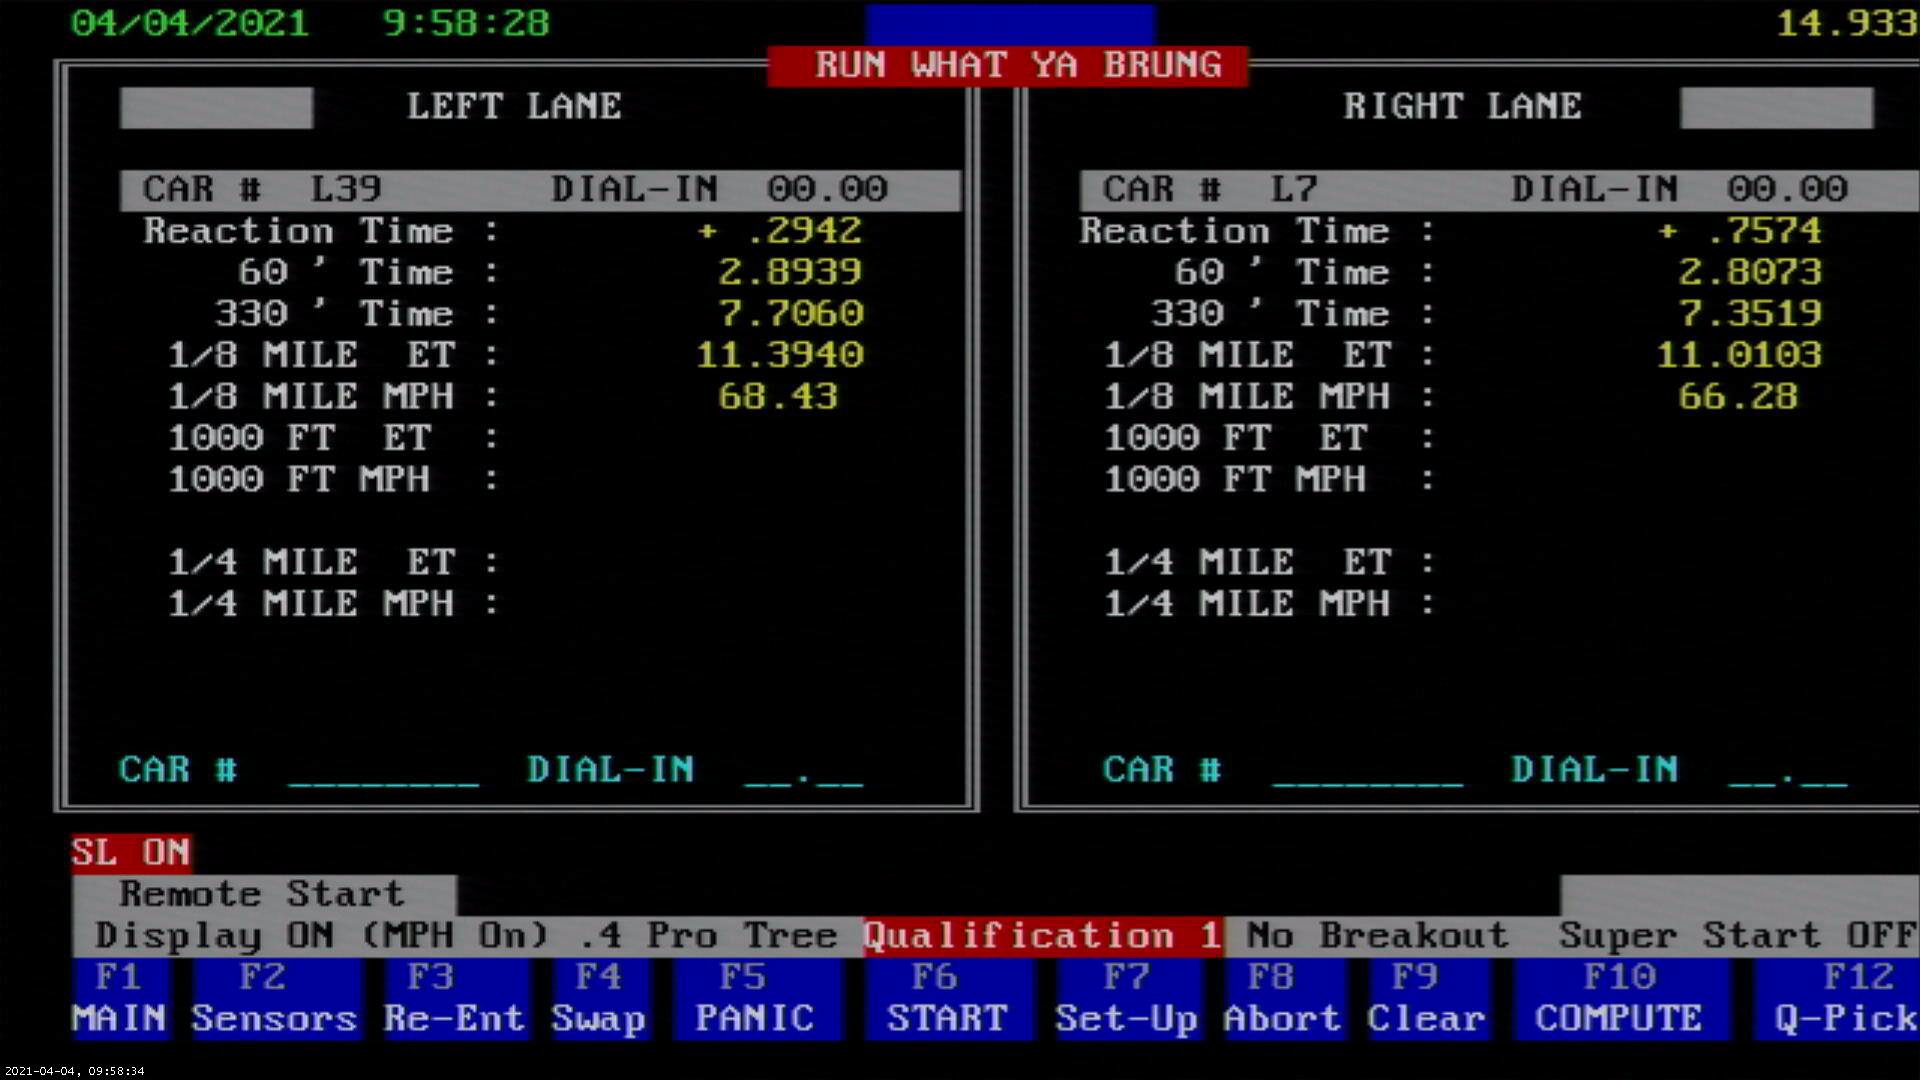 04/04/2021 9:58:28 14.933
RUN WHAT YA BRUNG
LEFT LANE
CAR # L39 DIAL-IN 00.00
Reaction Time : + .2942
60 ' Time : 2.8939
330 ' Time : 7.7060
1/8 MILE ET : 11.3940
1/8 MILE MPH : 68.43
1000 FT ET :
1000 FT MPH :
1/4 MILE ET :
1/4 MILE MPH :
CAR # ________ DIAL-IN __.__
RIGHT LANE
CAR # L7 DIAL-IN 00.00
Reaction Time : + .7574
60 ' Time : 2.8073
330 ' Time : 7.3519
1/8 MILE ET : 11.0103
1/8 MILE MPH : 66.28
1000 FT ET :
1000 FT MPH :
1/4 MILE ET :
1/4 MILE MPH :
CAR # ________ DIAL-IN __.__
SL ON
Remote Start
Display ON (MPH On) .4 Pro Tree Qualification 1 No Breakout Super Start OFF
F1 F2 F3 F4 F5 F6 F7 F8 F9 F10 F12
MAIN Sensors Re-Ent Swap PANIC START Set-Up Abort Clear COMPUTE Q-Pick
2021-04-04, 09:58:34